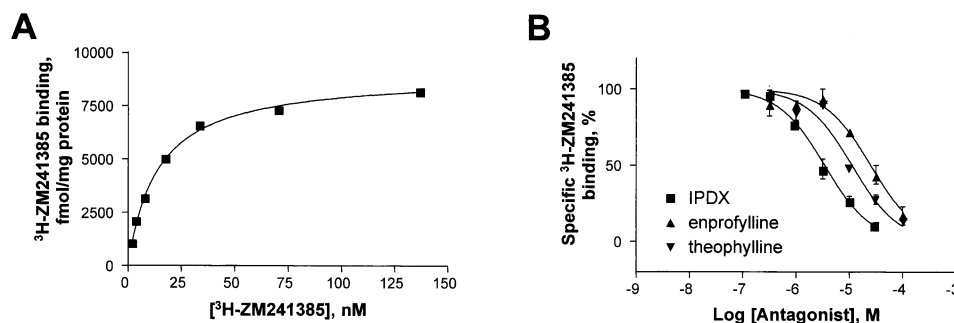 A
³H-ZM241385 binding,
fmol/mg protein
10000
7500
5000
2500
0
0 25 50 75 100 125 150
[³H-ZM241385], nM
B
Specific ³H-ZM241385
binding, %
100
50
0
IPDX
enprofylline
theophylline
-9 -8 -7 -6 -5 -4 -3
Log [Antagonist], M